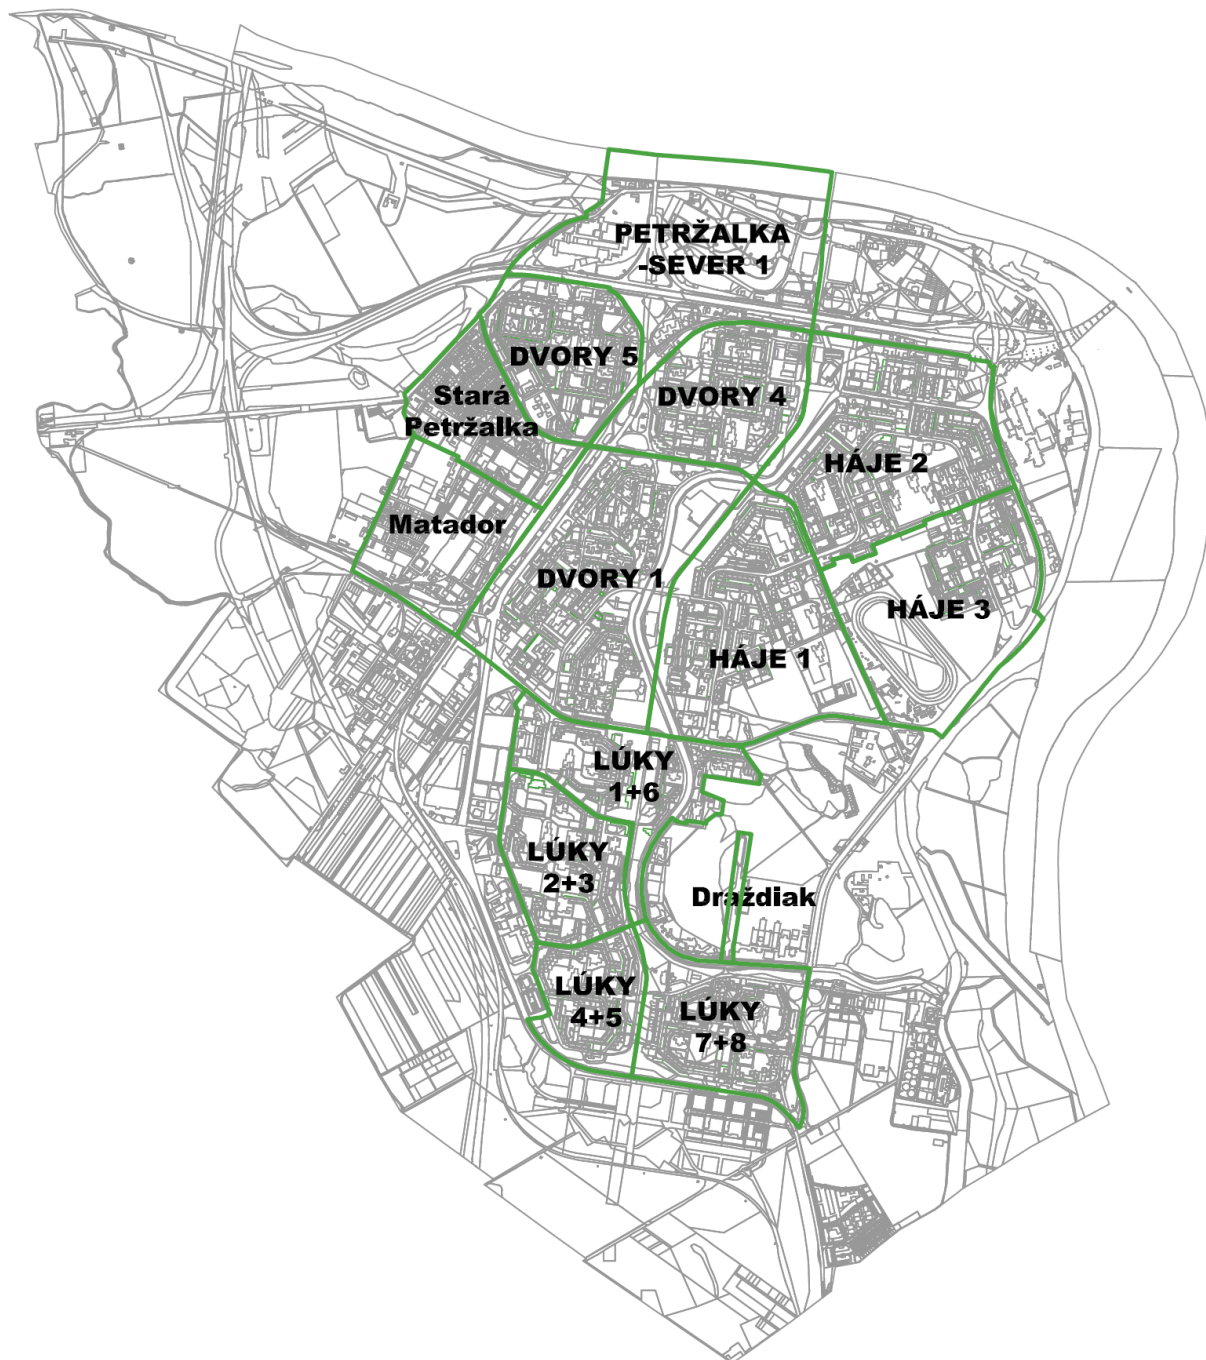 PETRŽALKA
-SEVER 1
DVORY 5
DVORY 4
Stará
Petržalka
HÁJE 2
Matador
DVORY 1
HÁJE 3
HÁJE 1
LÚKY
1+6
LÚKY
2+3
Draždiak
LÚKY
4+5
LÚKY
7+8